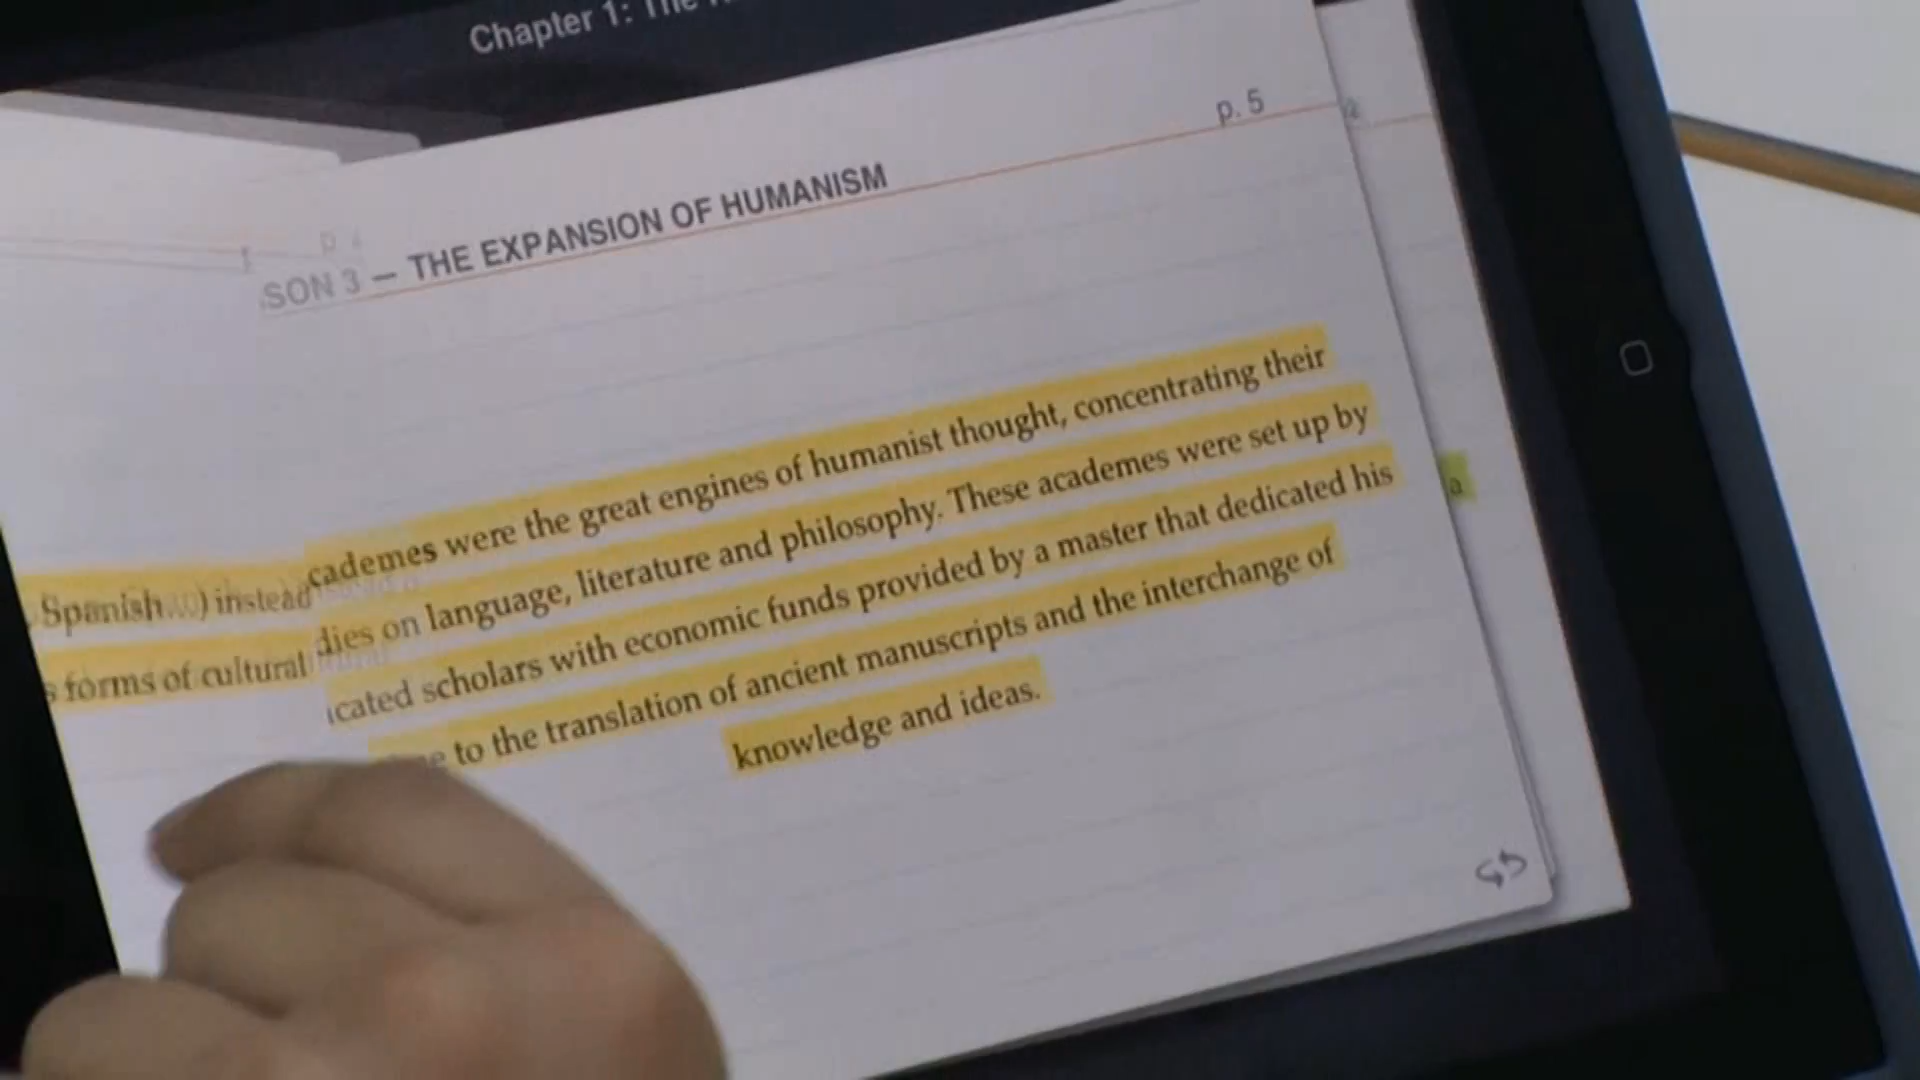 Chapter 1: The
p. 5
SON 3 – THE EXPANSION OF HUMANISM
cademes were the great engines of humanist thought, concentrating their
dies on language, literature and philosophy. These academes were set up by
icated scholars with economic funds provided by a master that dedicated his
to the translation of ancient manuscripts and the interchange of
knowledge and ideas.
Spanish...) instead
forms of cultural
a